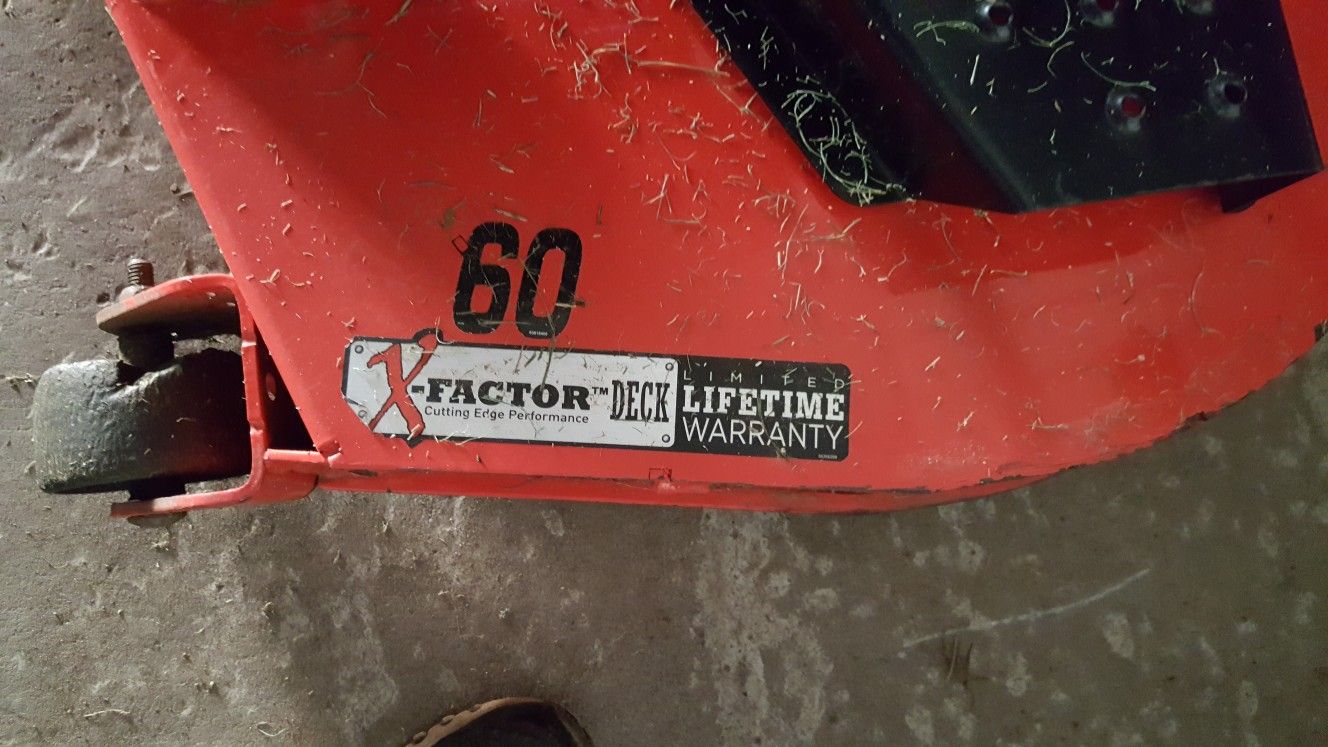 60
X-FACTOR™ DECK
Cutting Edge Performance
LIMITED
LIFETIME
WARRANTY